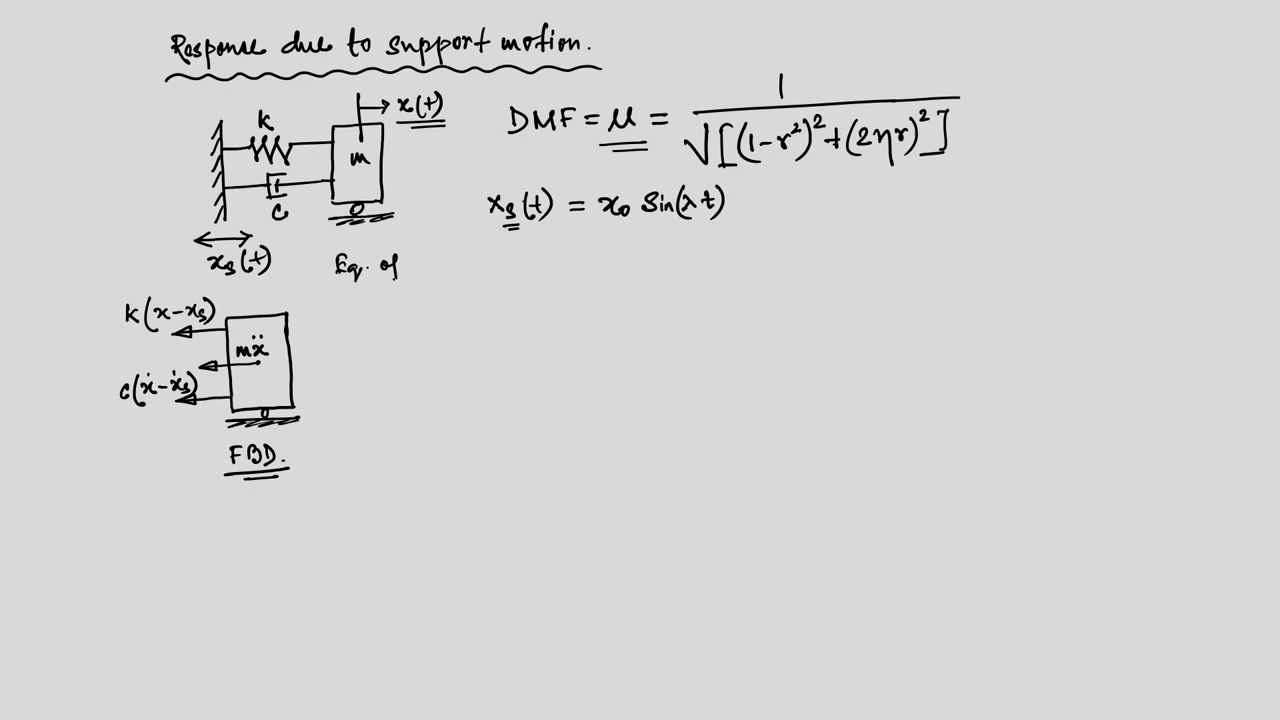 Response due to support motion.
x(t)
k
m
c
xₛ(t)
Eq. of
DMF = μ = 1 / √[(1-r²)² + (2ηr)²]
xₛ(t) = x₀ Sin(λt)
k(x-xₛ)
mẍ
c(ẋ-ẋₛ)
FBD.